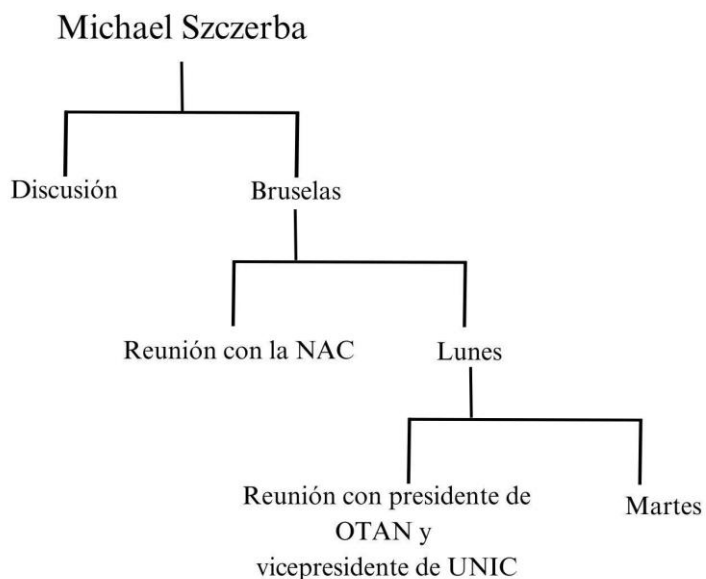 Michael Szczerba
Discusión
Bruselas
Reunión con la NAC
Lunes
Reunión con presidente de
OTAN y
vicepresidente de UNIC
Martes